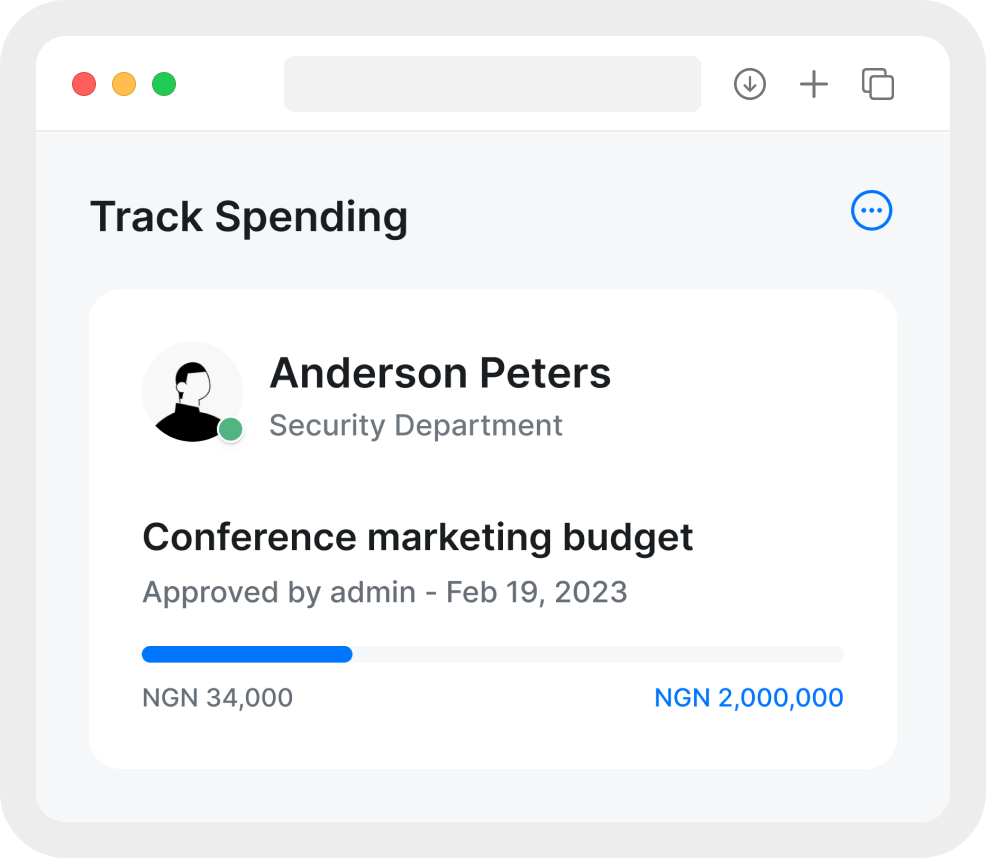 Track Spending
Anderson Peters
Security Department
Conference marketing budget
Approved by admin - Feb 19, 2023
NGN 34,000 NGN 2,000,000